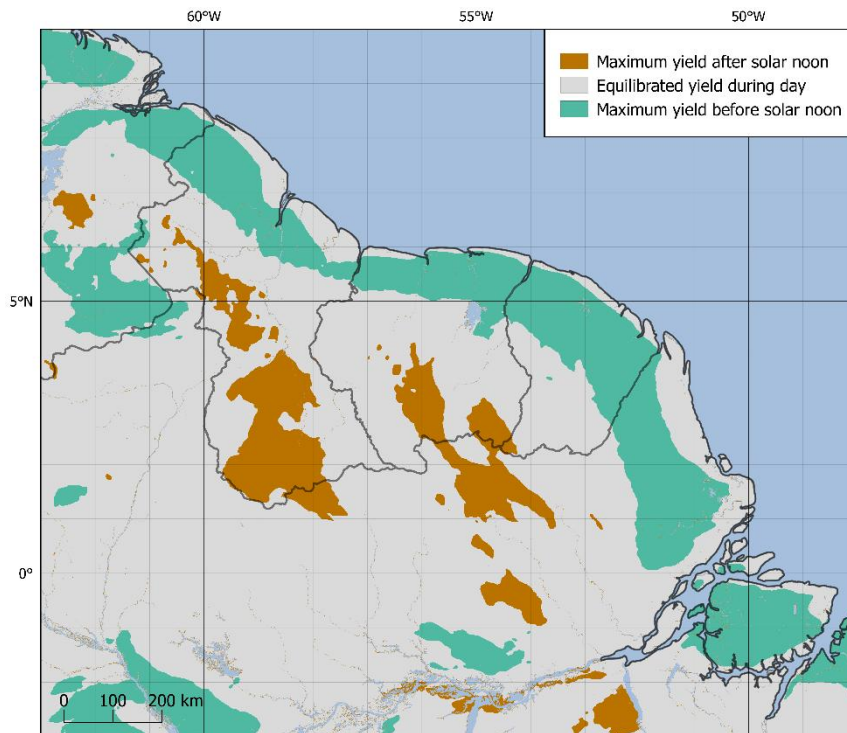 60°W 55°W 50°W
Maximum yield after solar noon
Equilibrated yield during day
Maximum yield before solar noon
5°N
0°
0 100 200 km